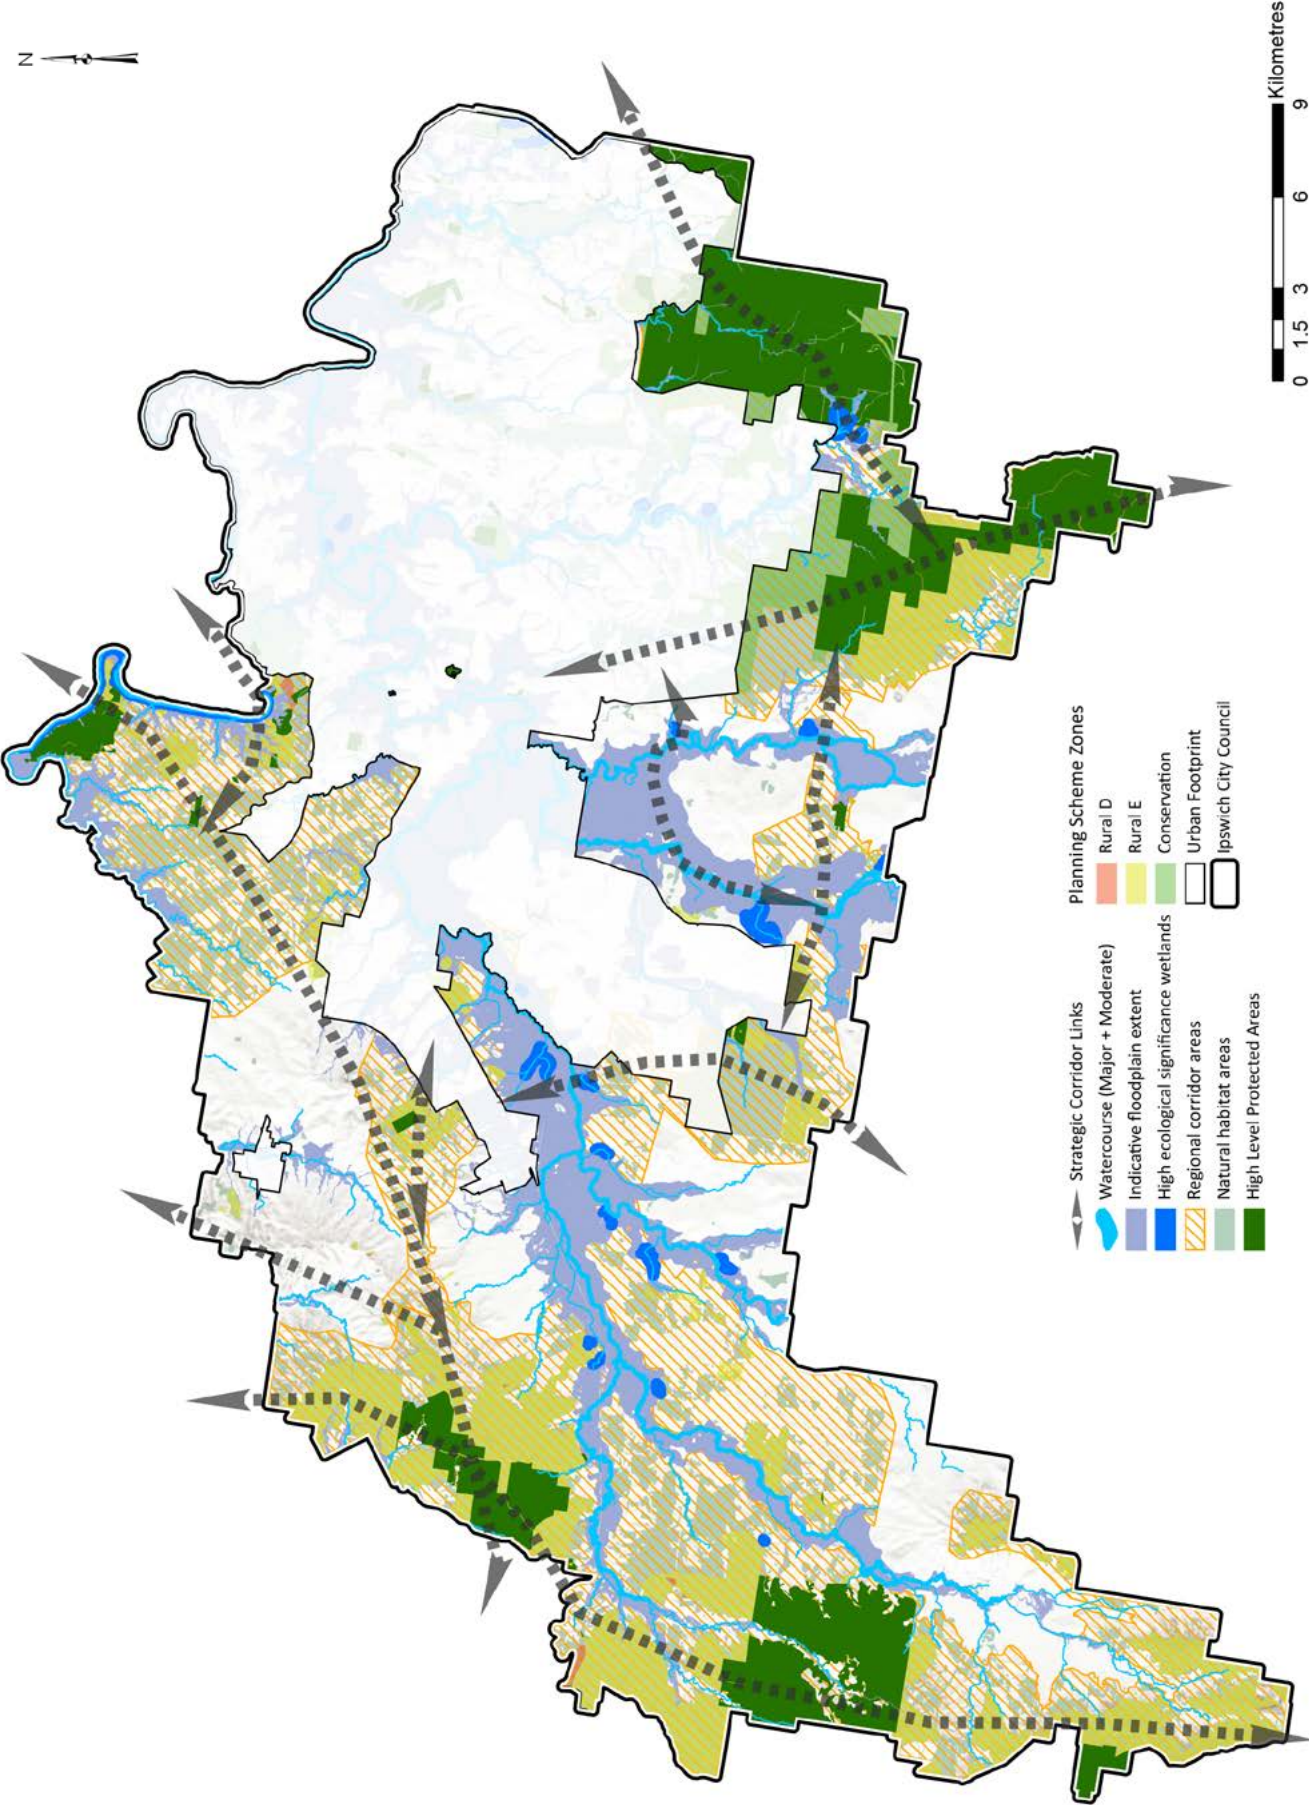 N
Kilometres
0 1.5 3 6 9
Strategic Corridor Links
Watercourse (Major + Moderate)
Indicative floodplain extent
High ecological significance wetlands
Regional corridor areas
Natural habitat areas
High Level Protected Areas
Planning Scheme Zones
Rural D
Rural E
Conservation
Urban Footprint
Ipswich City Council